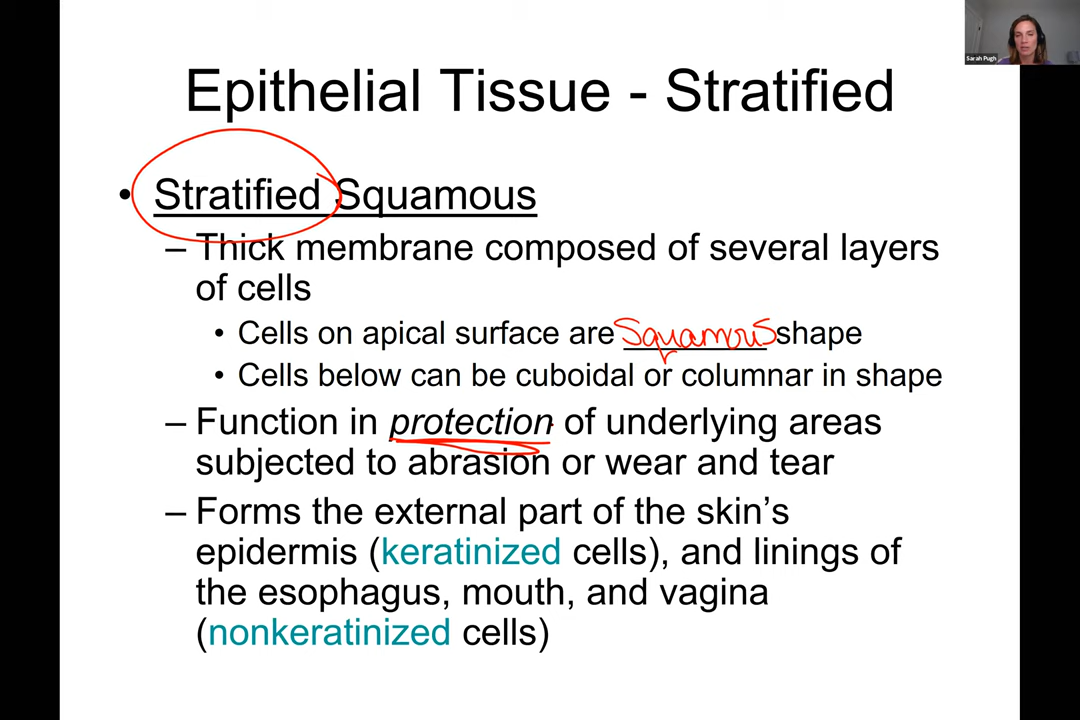 Sarah Pugh
Epithelial Tissue - Stratified
• Stratified Squamous
– Thick membrane composed of several layers
of cells
• Cells on apical surface are Squamous shape
• Cells below can be cuboidal or columnar in shape
– Function in protection of underlying areas
subjected to abrasion or wear and tear
– Forms the external part of the skin's
epidermis (keratinized cells), and linings of
the esophagus, mouth, and vagina
(nonkeratinized cells)